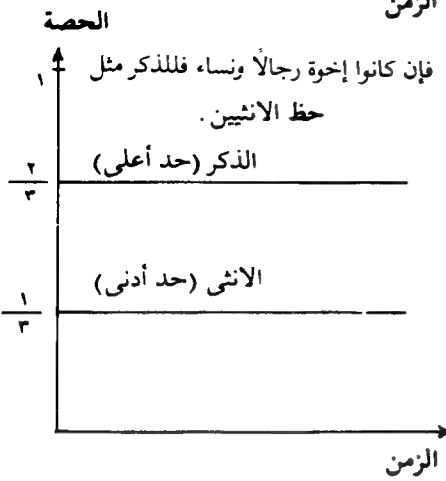 الزمن
الحصة
١
فإن كانوا إخوة رجالًا ونساء فللذكر مثل
حظ الانثيين .
الذكر (حد أعلى)
٢
٣
الانثى (حد أدنى)
١
٣
الزمن